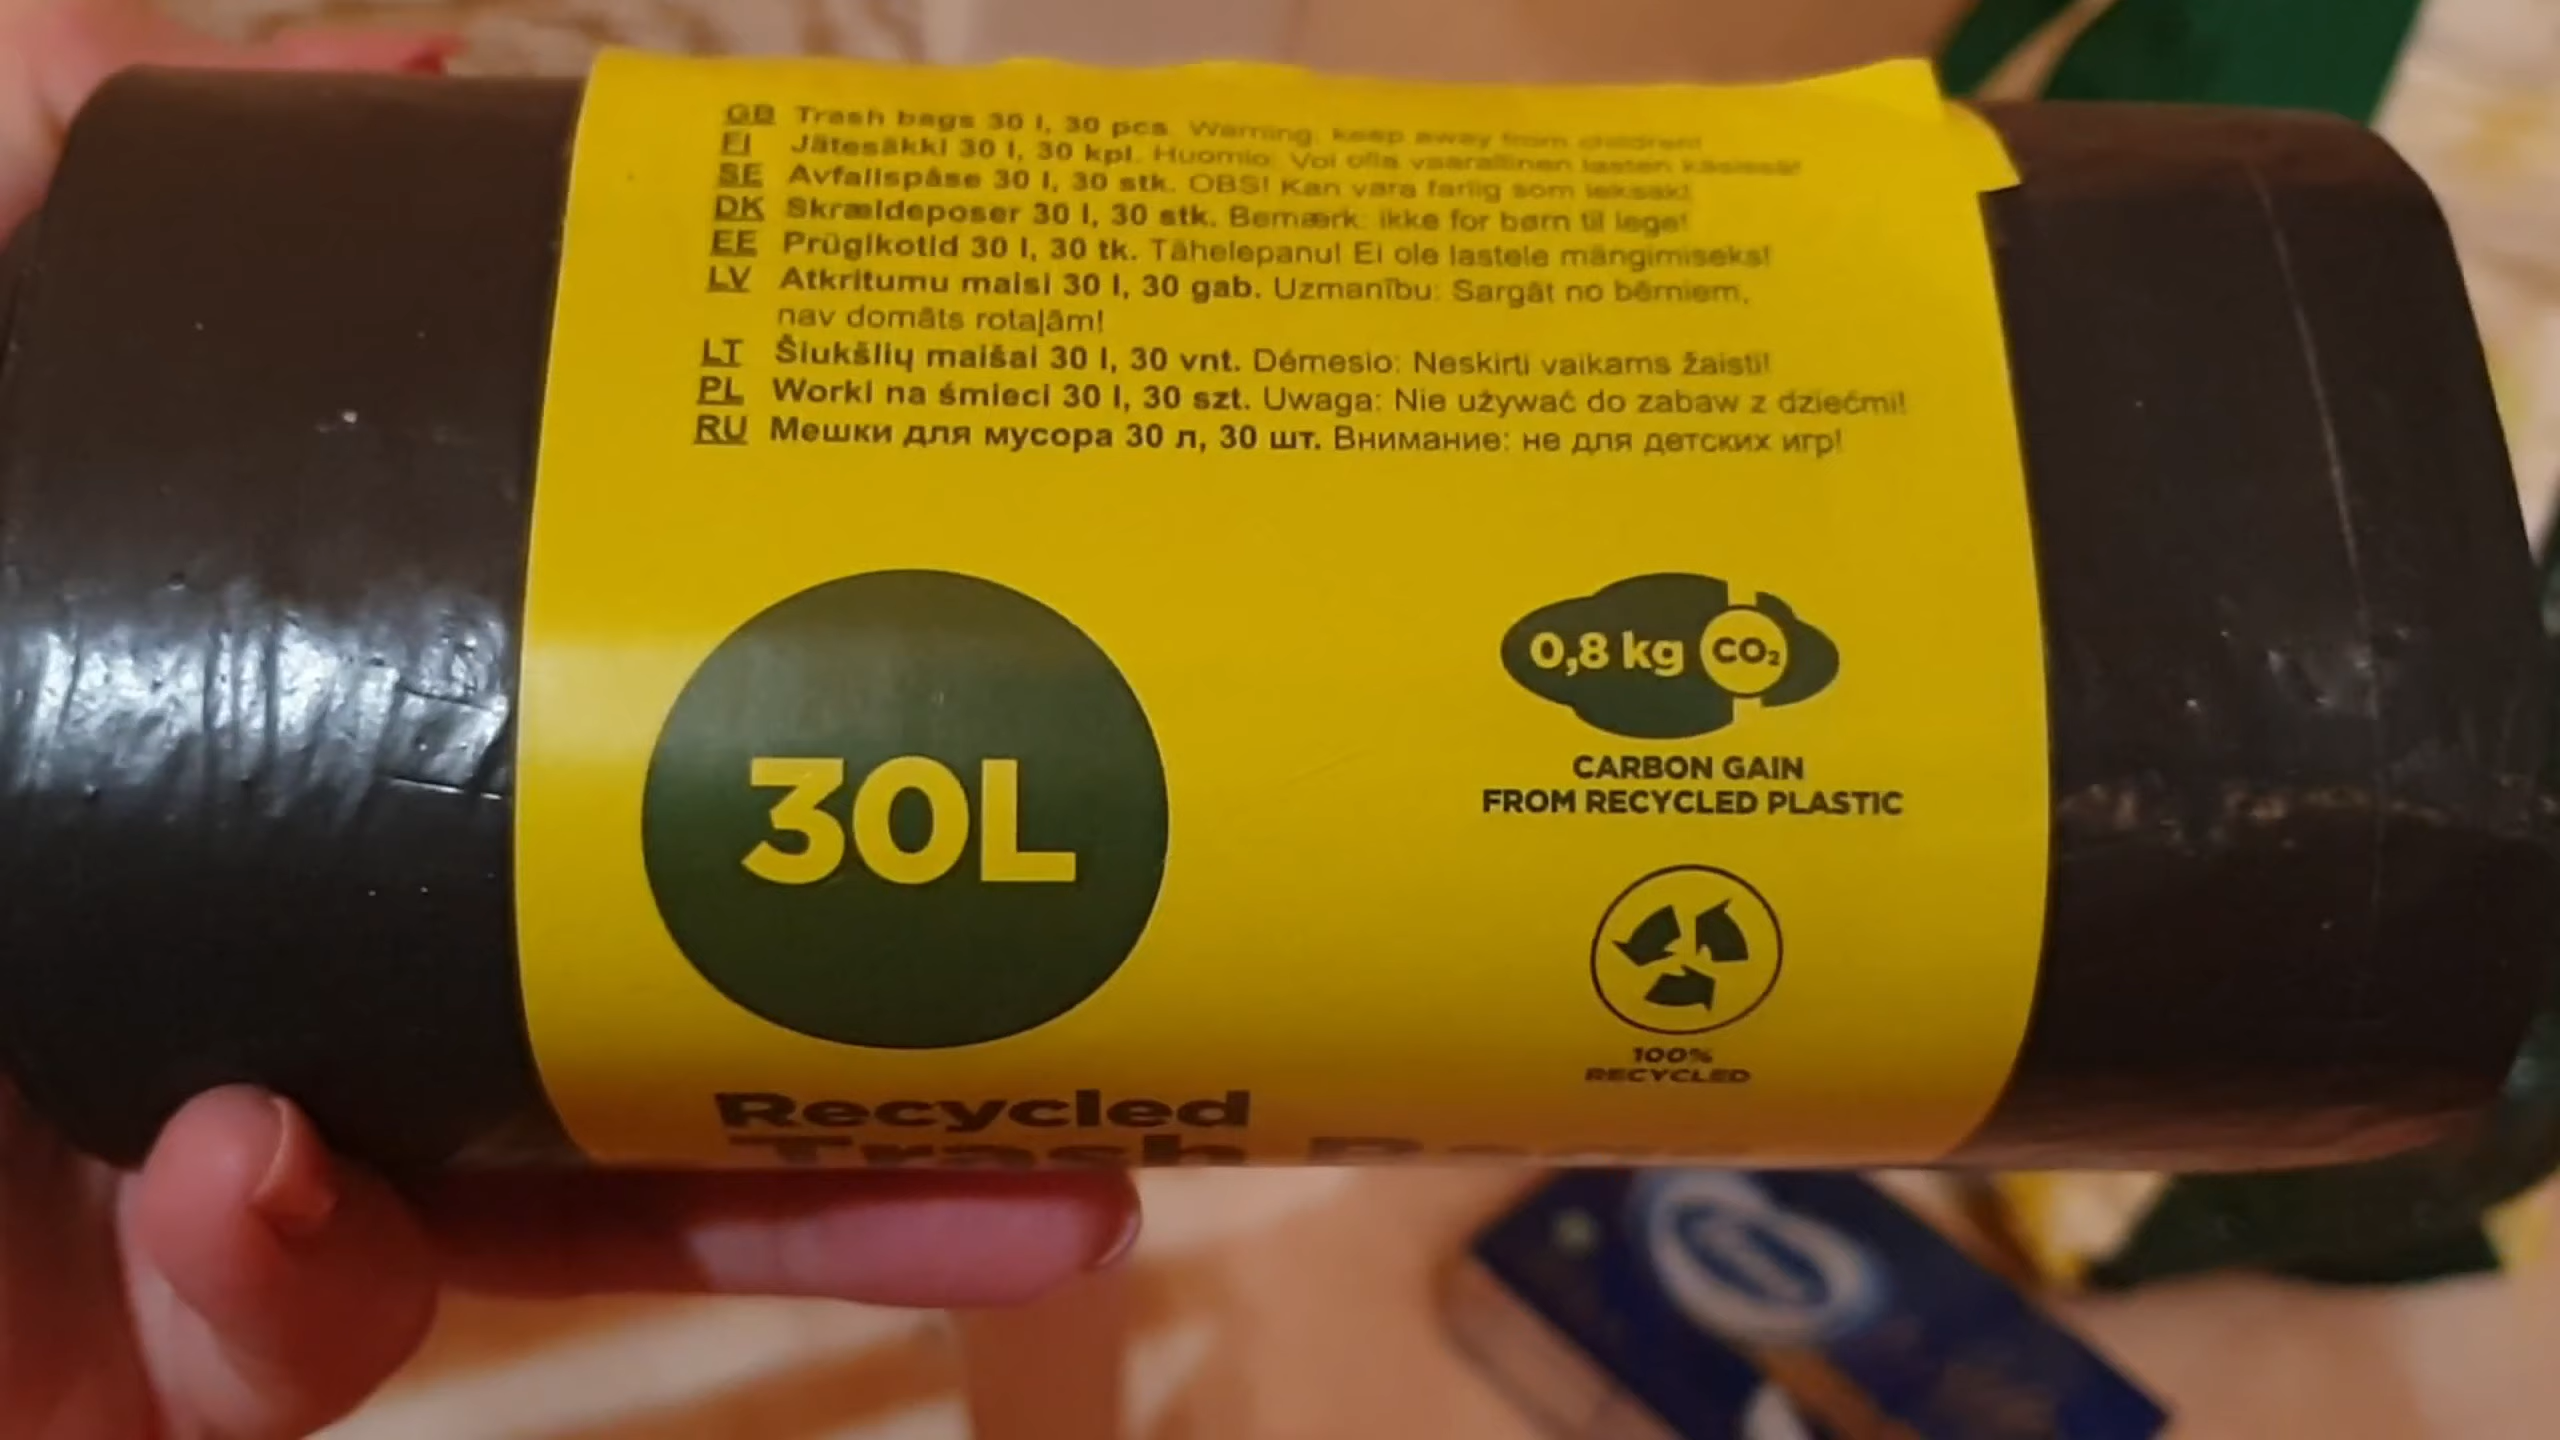 GB Trash bags 30 l, 30 pcs. Warning: keep away from children!
FI Jätesäkki 30 l, 30 kpl. Huomio: Voi olla vaarallinen lasten käsissä!
SE Avfallspåse 30 l, 30 stk. OBS! Kan vara farlig som leksak!
DK Skrældeposer 30 l, 30 stk. Bemærk: ikke for børn til lege!
EE Prügikotid 30 l, 30 tk. Tähelepanu! Ei ole lastele mängimiseks!
LV Atkritumu maisi 30 l, 30 gab. Uzmanību: Sargāt no bērniem,
nav domāts rotaļām!
LT Šiukšlių maišai 30 l, 30 vnt. Dėmesio: Neskirti vaikams žaisti!
PL Worki na śmieci 30 l, 30 szt. Uwaga: Nie używać do zabaw z dziećmi!
RU Мешки для мусора 30 л, 30 шт. Внимание: не для детских игр!
0,8 kg CO₂
CARBON GAIN
FROM RECYCLED PLASTIC
30L
100%
RECYCLED
Recycled
Trash Bags